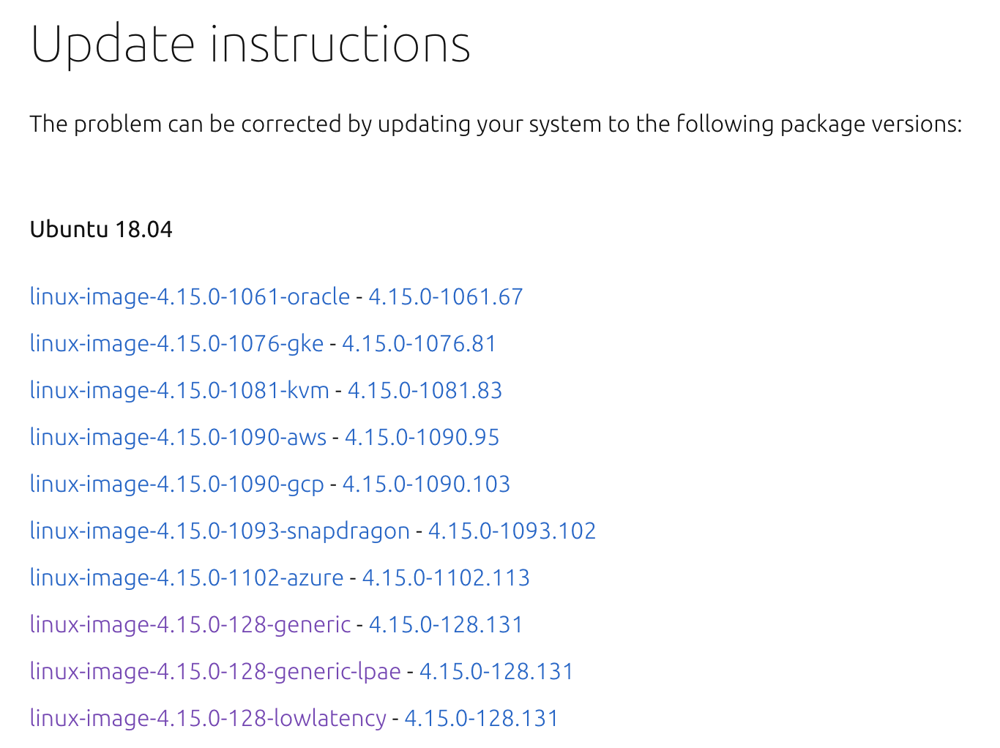 Update instructions
The problem can be corrected by updating your system to the following package versions:
Ubuntu 18.04
linux-image-4.15.0-1061-oracle - 4.15.0-1061.67
linux-image-4.15.0-1076-gke - 4.15.0-1076.81
linux-image-4.15.0-1081-kvm - 4.15.0-1081.83
linux-image-4.15.0-1090-aws - 4.15.0-1090.95
linux-image-4.15.0-1090-gcp - 4.15.0-1090.103
linux-image-4.15.0-1093-snapdragon - 4.15.0-1093.102
linux-image-4.15.0-1102-azure - 4.15.0-1102.113
linux-image-4.15.0-128-generic - 4.15.0-128.131
linux-image-4.15.0-128-generic-lpae - 4.15.0-128.131
linux-image-4.15.0-128-lowlatency - 4.15.0-128.131